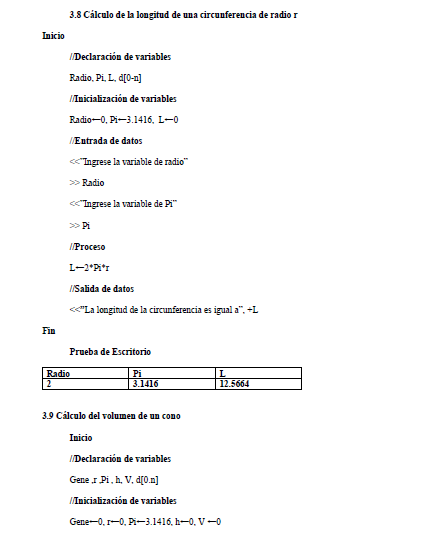 3.8 Cálculo de la longitud de una circunferencia de radio r
Inicio
//Declaración de variables
Radio, Pi, L, d[0-n]
//Inicialización de variables
Radio←0, Pi←3.1416, L←0
//Entrada de datos
<<"Ingrese la variable de radio"
>> Radio
<<"Ingrese la variable de Pi"
>> Pi
//Proceso
L←2*Pi*r
//Salida de datos
<<"La longitud de la circunferencia es igual a", +L
Fin
Prueba de Escritorio
Radio Pi L
2 3.1416 12.5664
3.9 Cálculo del volumen de un cono
Inicio
//Declaración de variables
Gene ,r ,Pi , h, V, d[0.n]
//Inicialización de variables
Gene←0, r←0, Pi←3.1416, h←0, V ←0